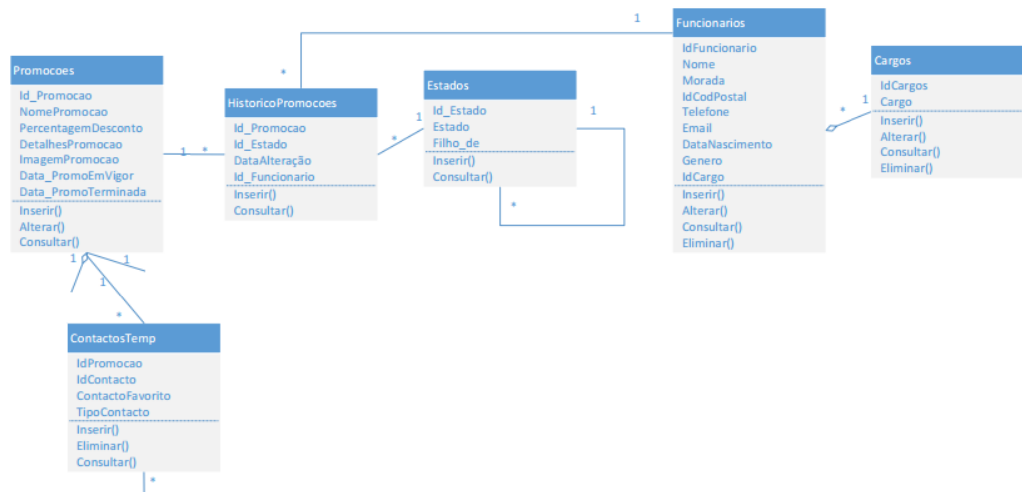 Promocoes
Id_Promocao
NomePromocao
PercentagemDesconto
DetalhesPromocao
ImagemPromocao
Data_PromoEmVigor
Data_PromoTerminada
Inserir()
Alterar()
Consultar()
1
*
HistoricoPromocoes
Id_Promocao
Id_Estado
DataAlteração
Id_Funcionario
Inserir()
Consultar()
*
1
*
1
Estados
Id_Estado
Estado
Filho_de
Inserir()
Consultar()
1
*
Funcionarios
IdFuncionario
Nome
Morada
IdCodPostal
Telefone
Email
DataNascimento
Genero
IdCargo
Inserir()
Alterar()
Consultar()
Eliminar()
*
1
Cargos
IdCargos
Cargo
Inserir()
Alterar()
Consultar()
Eliminar()
1
1
1
*
ContactosTemp
IdPromocao
IdContacto
ContactoFavorito
TipoContacto
Inserir()
Eliminar()
Consultar()
*